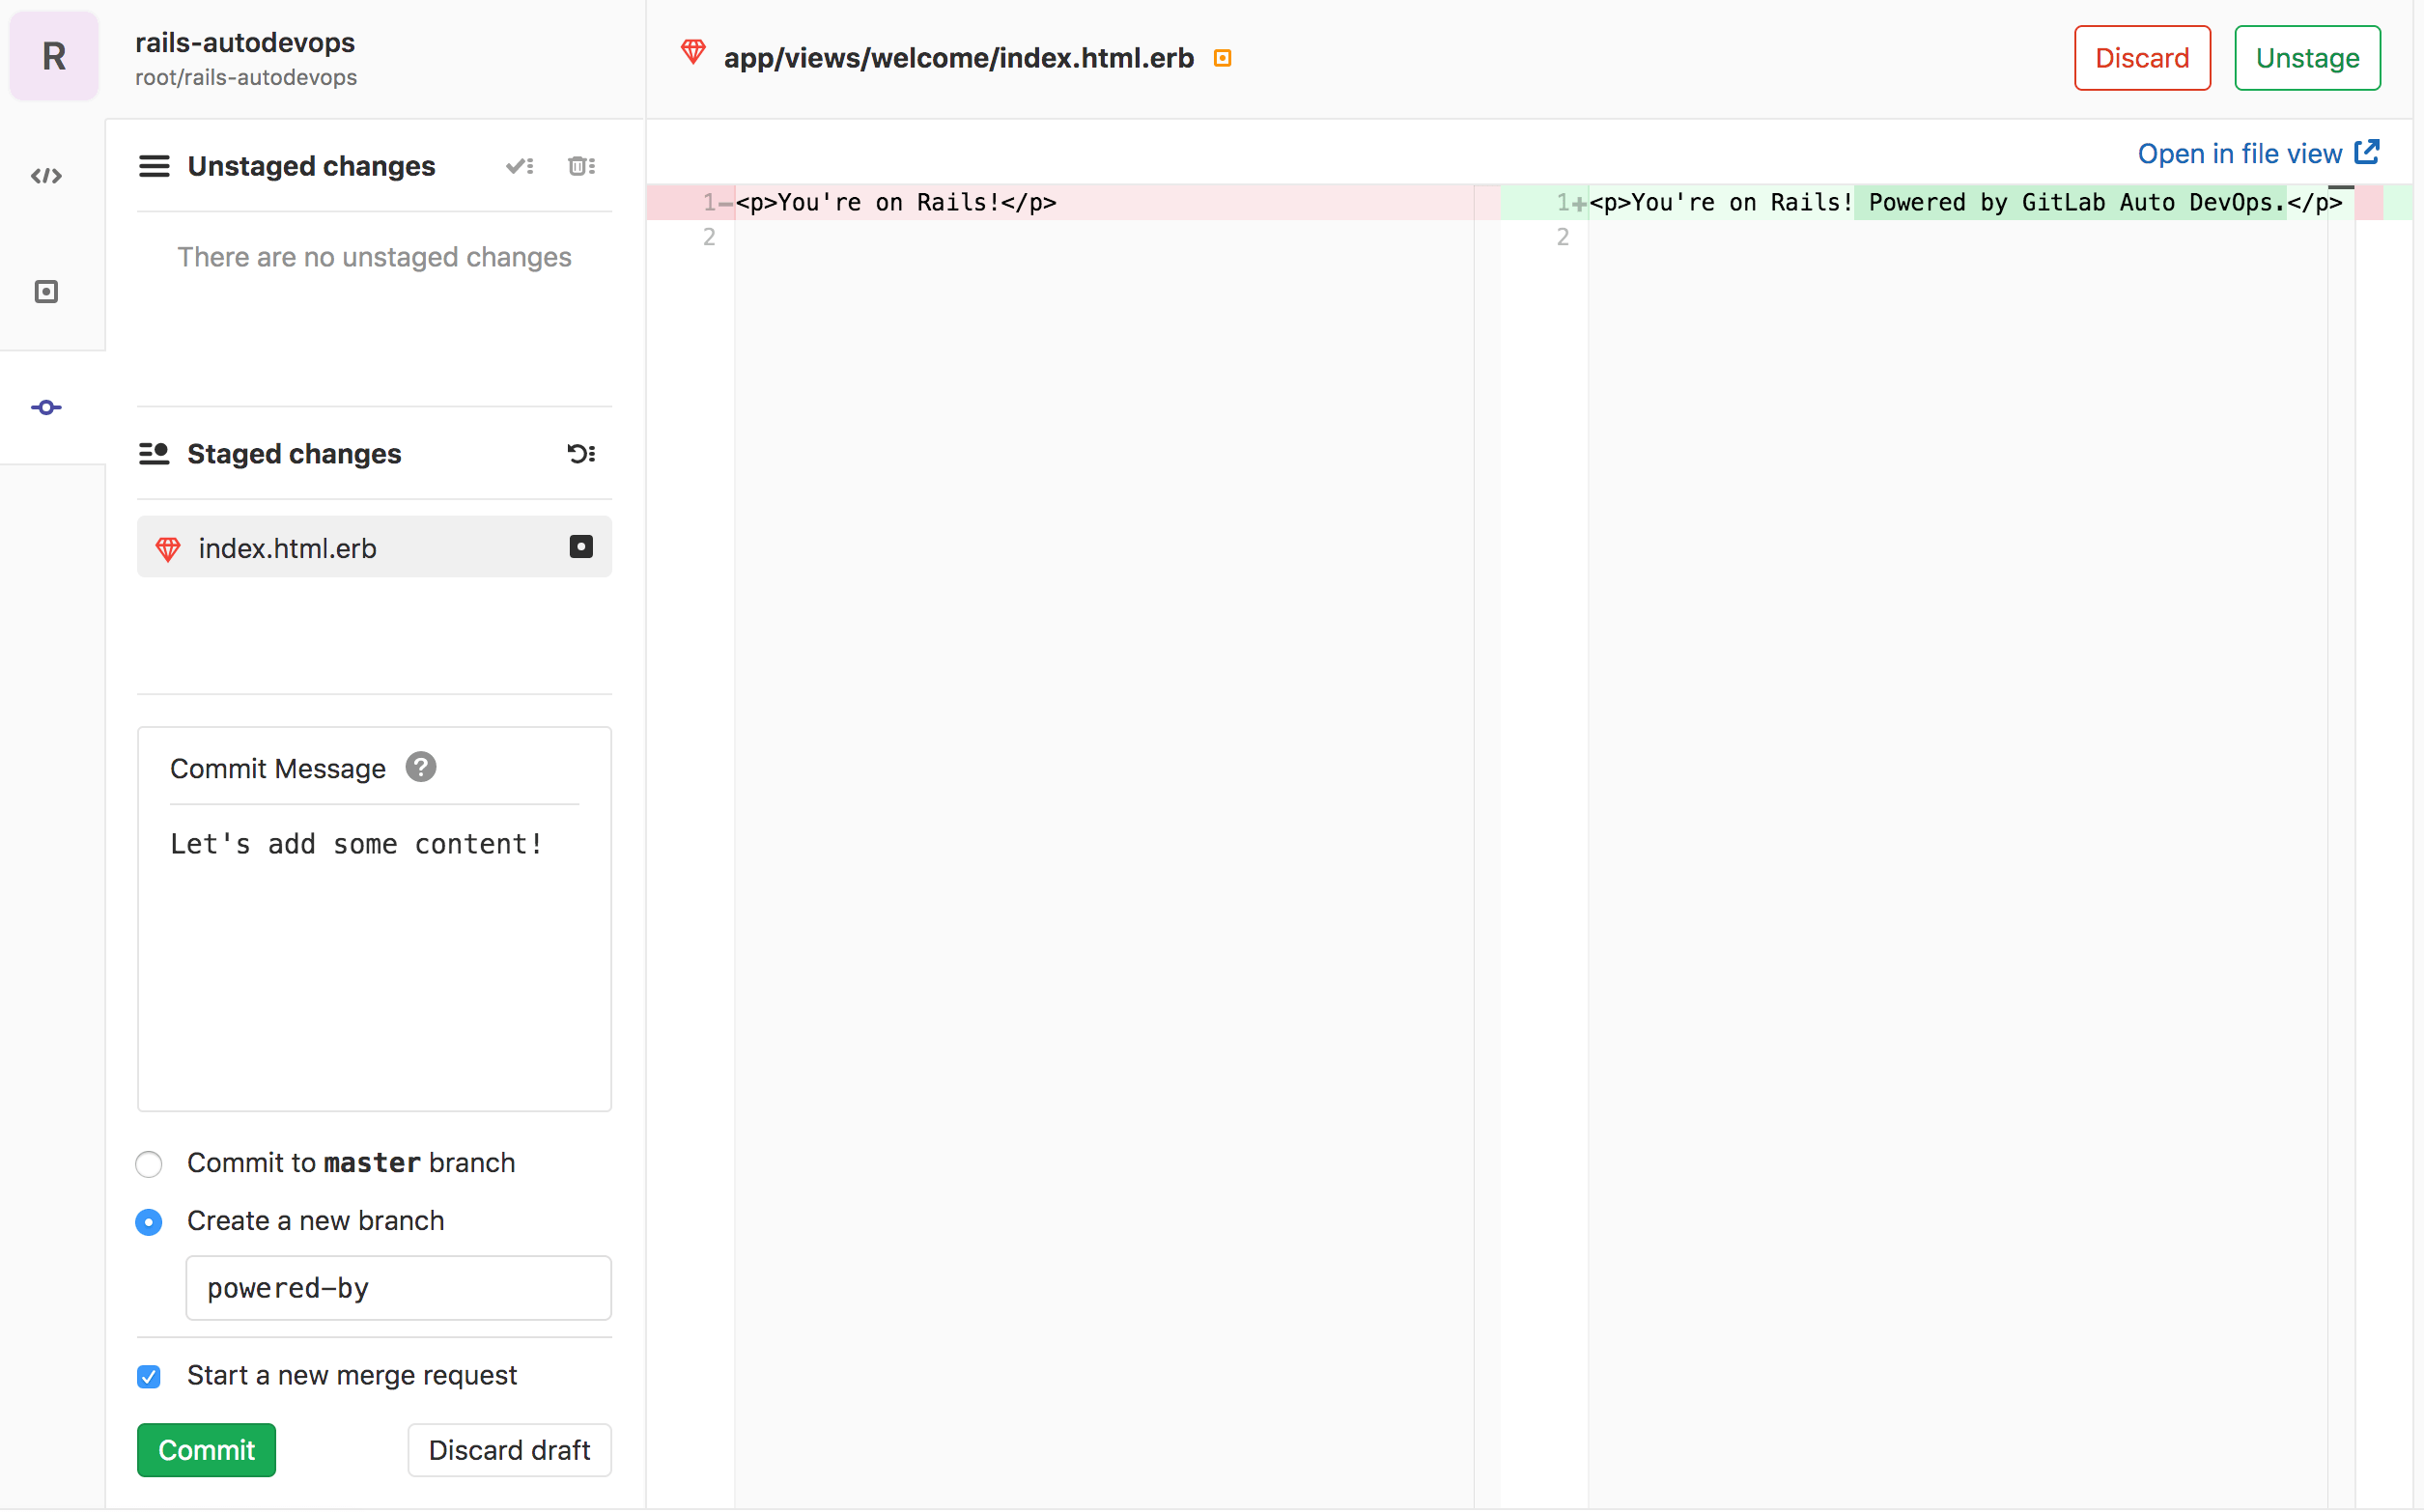 R
rails-autodevops
root/rails-autodevops
app/views/welcome/index.html.erb
Discard
Unstage
Unstaged changes
There are no unstaged changes
Staged changes
index.html.erb
Commit Message ?
Let's add some content!
Commit to master branch
Create a new branch
powered-by
Start a new merge request
Commit
Discard draft
Open in file view
1 - <p>You're on Rails!</p>
2
1 + <p>You're on Rails! Powered by GitLab Auto DevOps.</p>
2